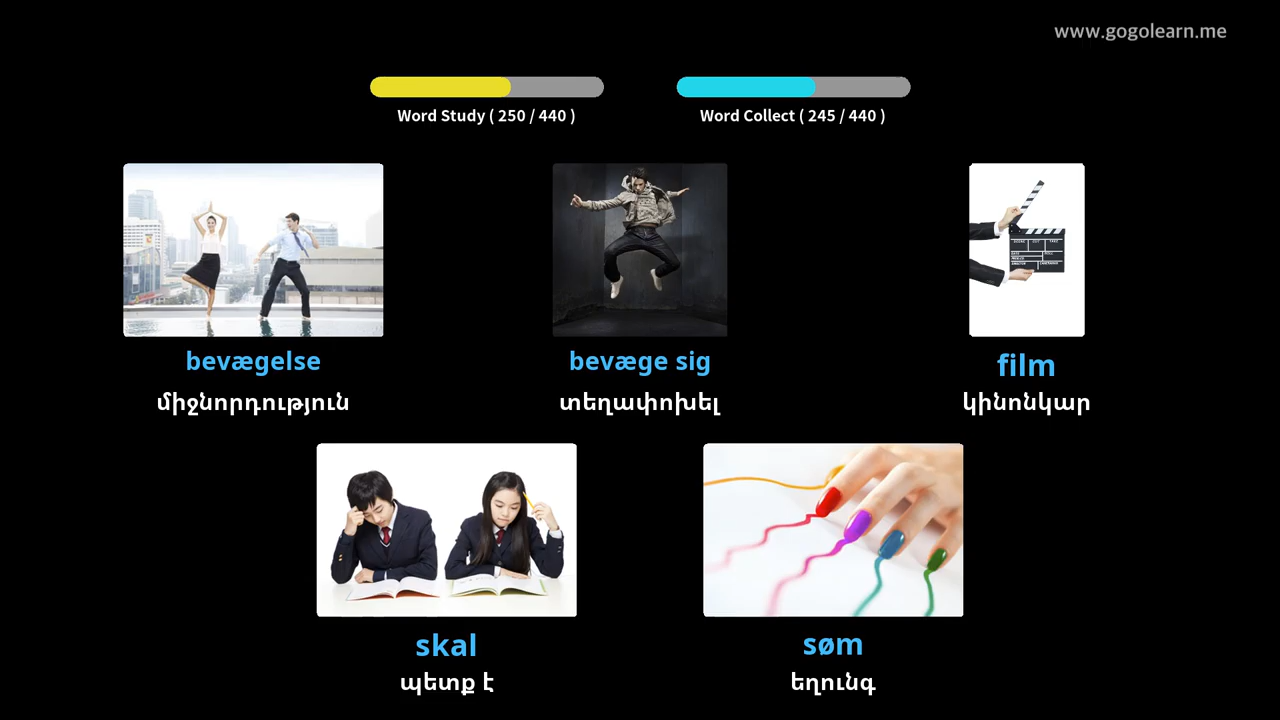 www.gogolearn.me
Word Study ( 250 / 440 )
Word Collect ( 245 / 440 )
bevægelse
միջնորդություն
bevæge sig
տեղափոխել
film
կինոնկար
skal
պետք է
søm
եղունգ